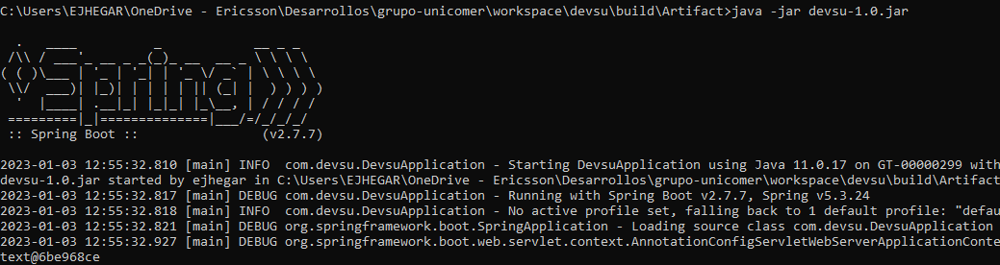 C:\Users\EJHEGAR\OneDrive - Ericsson\Desarrollos\grupo-unicomer\workspace\devsu\build\Artifact>java -jar devsu-1.0.jar
  .   ____          _            __ _ _
 /\\ / ___'_ __ _ _(_)_ __  __ _ \ \ \ \
( ( )\___ | '_ | '_| | '_ \/ _` | \ \ \ \
 \\/  ___)| |_)| | | | | || (_| |  ) ) ) )
  '  |____| .__|_| |_|_| |_\__, | / / / /
 =========|_|==============|___/=/_/_/_/
 :: Spring Boot ::                (v2.7.7)
2023-01-03 12:55:32.810 [main] INFO  com.devsu.DevsuApplication - Starting DevsuApplication using Java 11.0.17 on GT-00000299 with
devsu-1.0.jar started by ejhegar in C:\Users\EJHEGAR\OneDrive - Ericsson\Desarrollos\grupo-unicomer\workspace\devsu\build\Artifact
2023-01-03 12:55:32.817 [main] DEBUG com.devsu.DevsuApplication - Running with Spring Boot v2.7.7, Spring v5.3.24
2023-01-03 12:55:32.818 [main] INFO  com.devsu.DevsuApplication - No active profile set, falling back to 1 default profile: "defau
2023-01-03 12:55:32.821 [main] DEBUG org.springframework.boot.SpringApplication - Loading source class com.devsu.DevsuApplication
2023-01-03 12:55:32.927 [main] DEBUG org.springframework.boot.web.servlet.context.AnnotationConfigServletWebServerApplicationConte
text@6be968ce